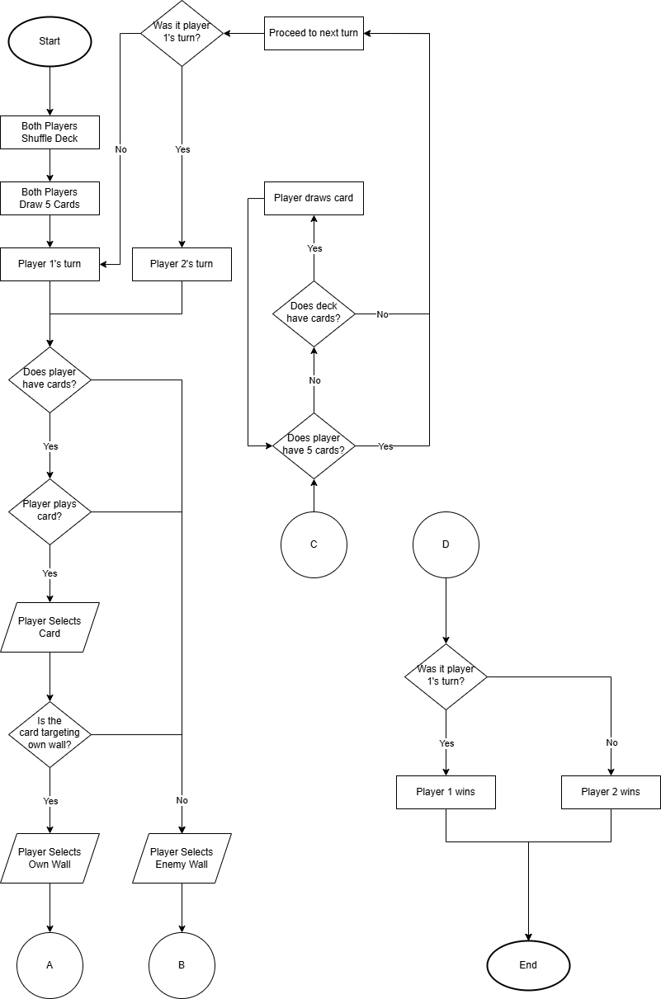 Start
Was it player
1's turn?
Proceed to next turn
Both Players
Shuffle Deck
No
Yes
Both Players
Draw 5 Cards
Player draws card
Player 1's turn
Player 2's turn
Yes
Does deck
have cards?
No
Does player
have cards?
No
Yes
Does player
have 5 cards?
Yes
Player plays
card?
C
D
Yes
Player Selects
Card
Was it player
1's turn?
Is the
card targeting
own wall?
Yes
No
Yes
No
Player 1 wins
Player 2 wins
Player Selects
Own Wall
Player Selects
Enemy Wall
A
B
End